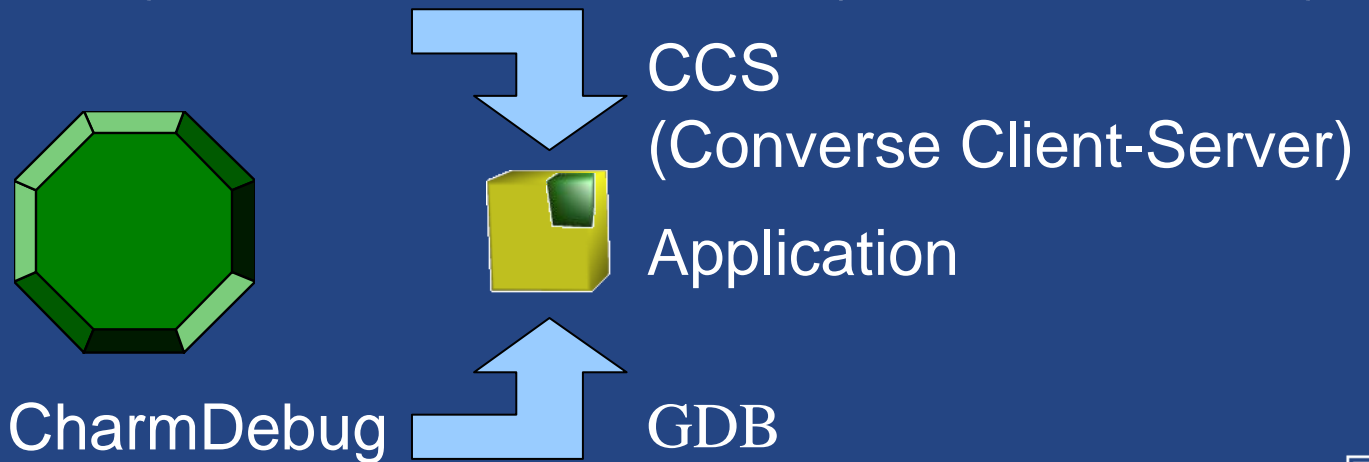 CCS
(Converse Client-Server)
Application
CharmDebug
GDB